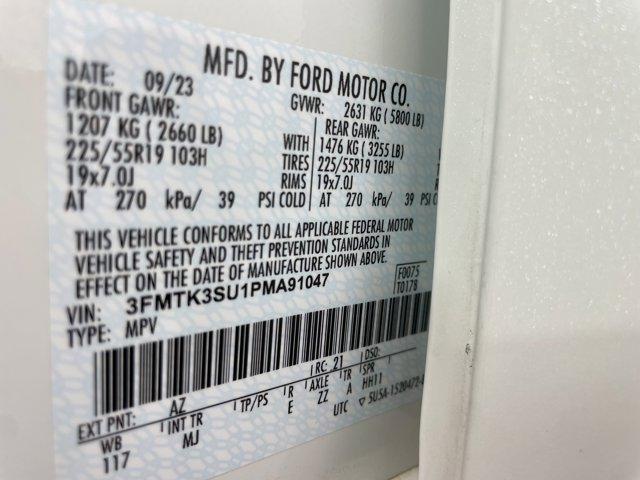 MFD. BY FORD MOTOR CO.
DATE: 09/23 GVWR: 2631 KG (5800 LB)
FRONT GAWR: REAR GAWR:
1207 KG (2660 LB) WITH 1476 KG (3255 LB)
225/55R19 103H TIRES 225/55R19 103H
19x7.0J RIMS 19x7.0J
AT 270 kPa/ 39 PSI COLD AT 270 kPa/ 39 PSI C
THIS VEHICLE CONFORMS TO ALL APPLICABLE FEDERAL MOTOR
VEHICLE SAFETY AND THEFT PREVENTION STANDARDS IN
EFFECT ON THE DATE OF MANUFACTURE SHOWN ABOVE.
VIN: 3FMTK3SU1PMA91047 F0075
TYPE: MPV T0178
RC: 21 DSO:
EXT PNT: AZ
WB INT TR TP/PS R AXLE TR SPR
117 MJ E ZZ A HH11
UTC ▽ 5U5A-1520472-